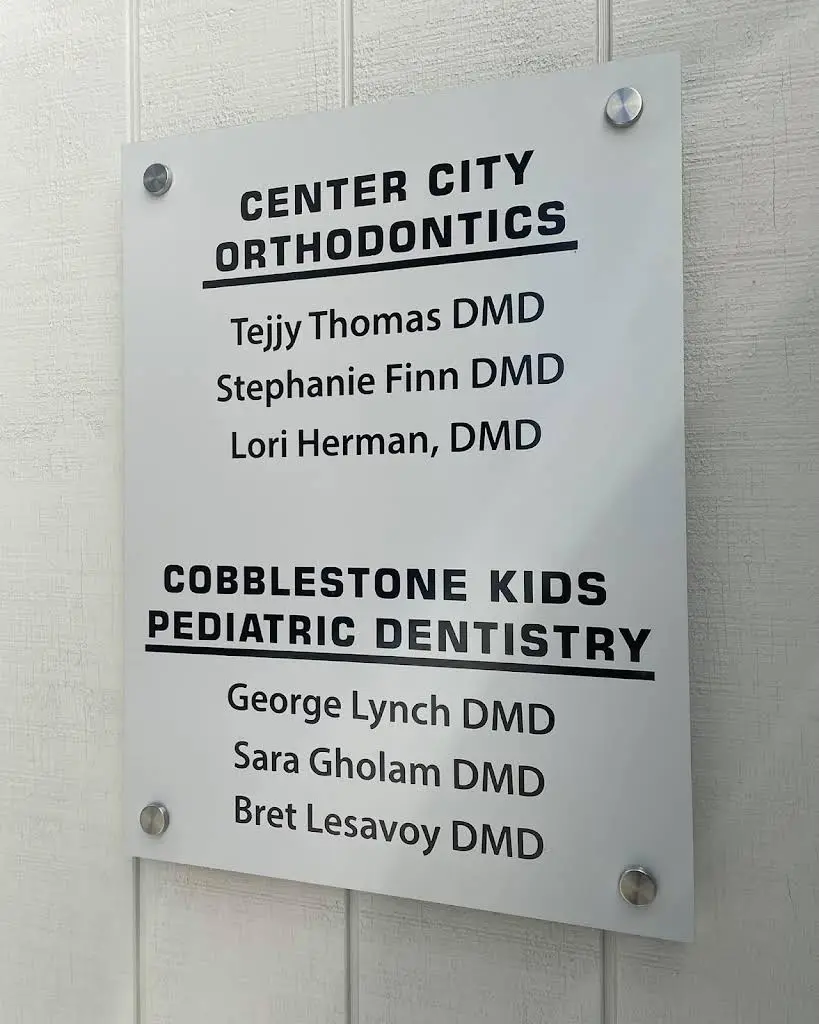 CENTER CITY
ORTHODONTICS
Tejjy Thomas DMD
Stephanie Finn DMD
Lori Herman, DMD
COBBLESTONE KIDS
PEDIATRIC DENTISTRY
George Lynch DMD
Sara Gholam DMD
Bret Lesavoy DMD